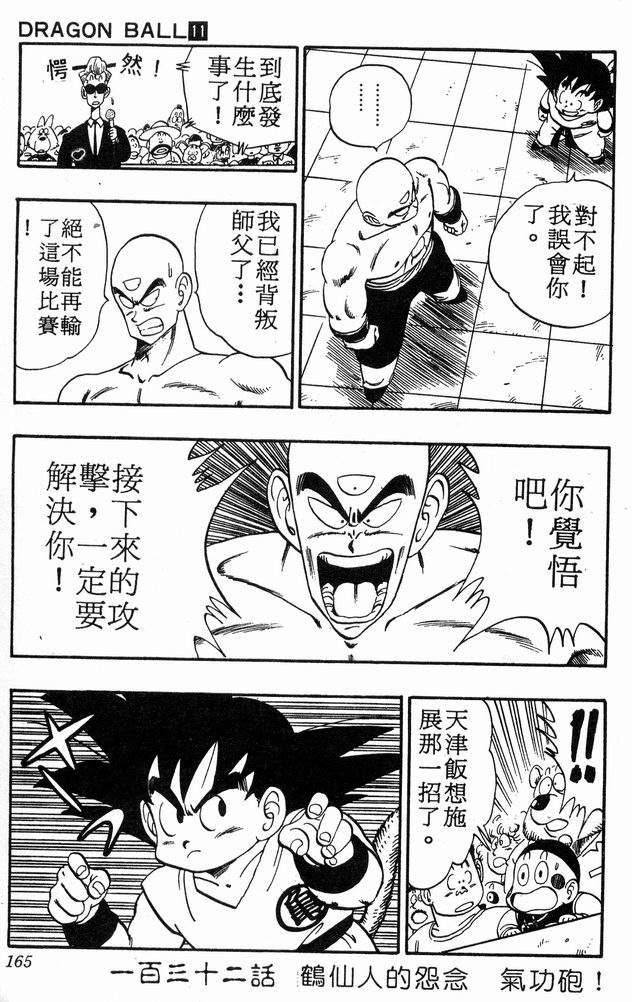 DRAGON BALL 11
對不起！
我誤會你
了。
……
……
到底發
生什麼
事了！
愕—然！
我已經背叛
師父了…
絕不能再輸
了這場比賽
！
你覺悟
吧！
接下來的攻
擊，一定要
解決你！
!!
天津飯想施
展那一招了。
龜
165
一百三十二話 鶴仙人的怨念 氣功砲！